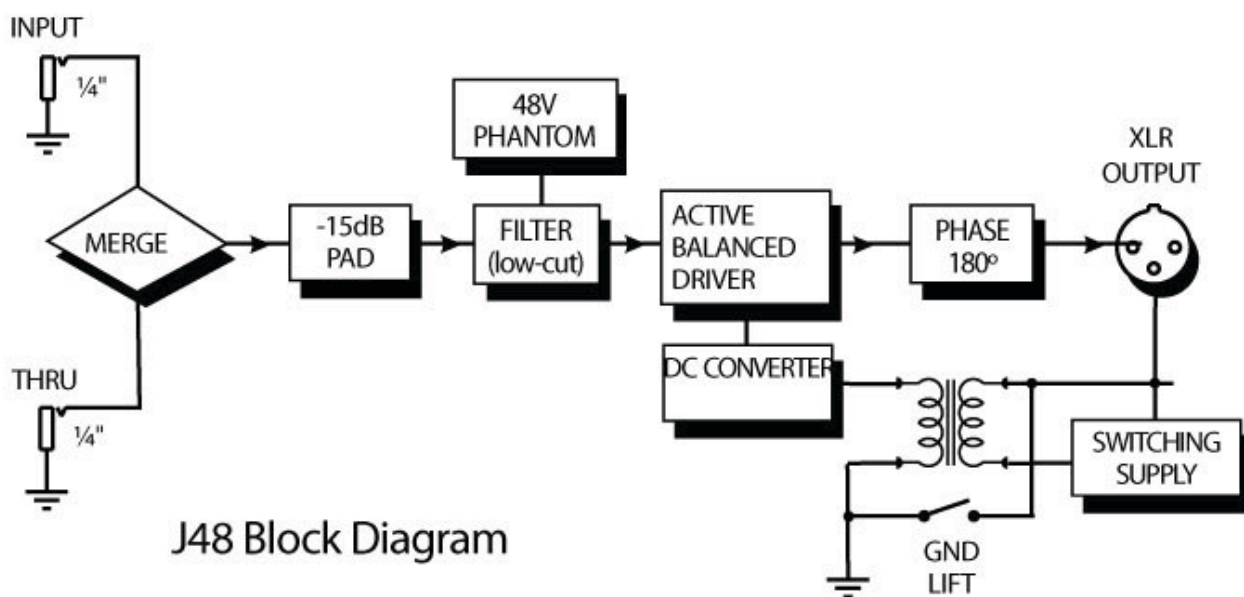 INPUT
¼"
48V
PHANTOM
XLR
OUTPUT
MERGE
-15dB
PAD
FILTER
(low-cut)
ACTIVE
BALANCED
DRIVER
PHASE
180º
THRU
¼"
DC CONVERTER
SWITCHING
SUPPLY
J48 Block Diagram
GND
LIFT